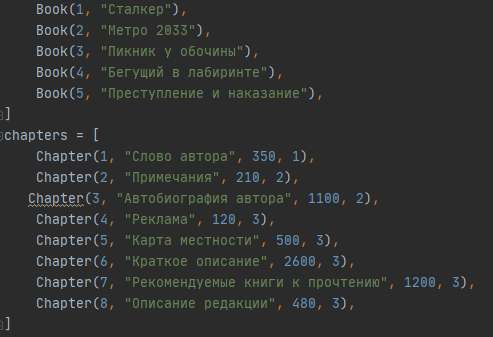 Book(1, "Сталкер"),
Book(2, "Метро 2033"),
Book(3, "Пикник у обочины"),
Book(4, "Бегущий в лабиринте"),
Book(5, "Преступление и наказание"),
]
chapters = [
Chapter(1, "Слово автора", 350, 1),
Chapter(2, "Примечания", 210, 2),
Chapter(3, "Автобиография автора", 1100, 2),
Chapter(4, "Реклама", 120, 3),
Chapter(5, "Карта местности", 500, 3),
Chapter(6, "Краткое описание", 2600, 3),
Chapter(7, "Рекомендуемые книги к прочтению", 1200, 3),
Chapter(8, "Описание редакции", 480, 3),
]